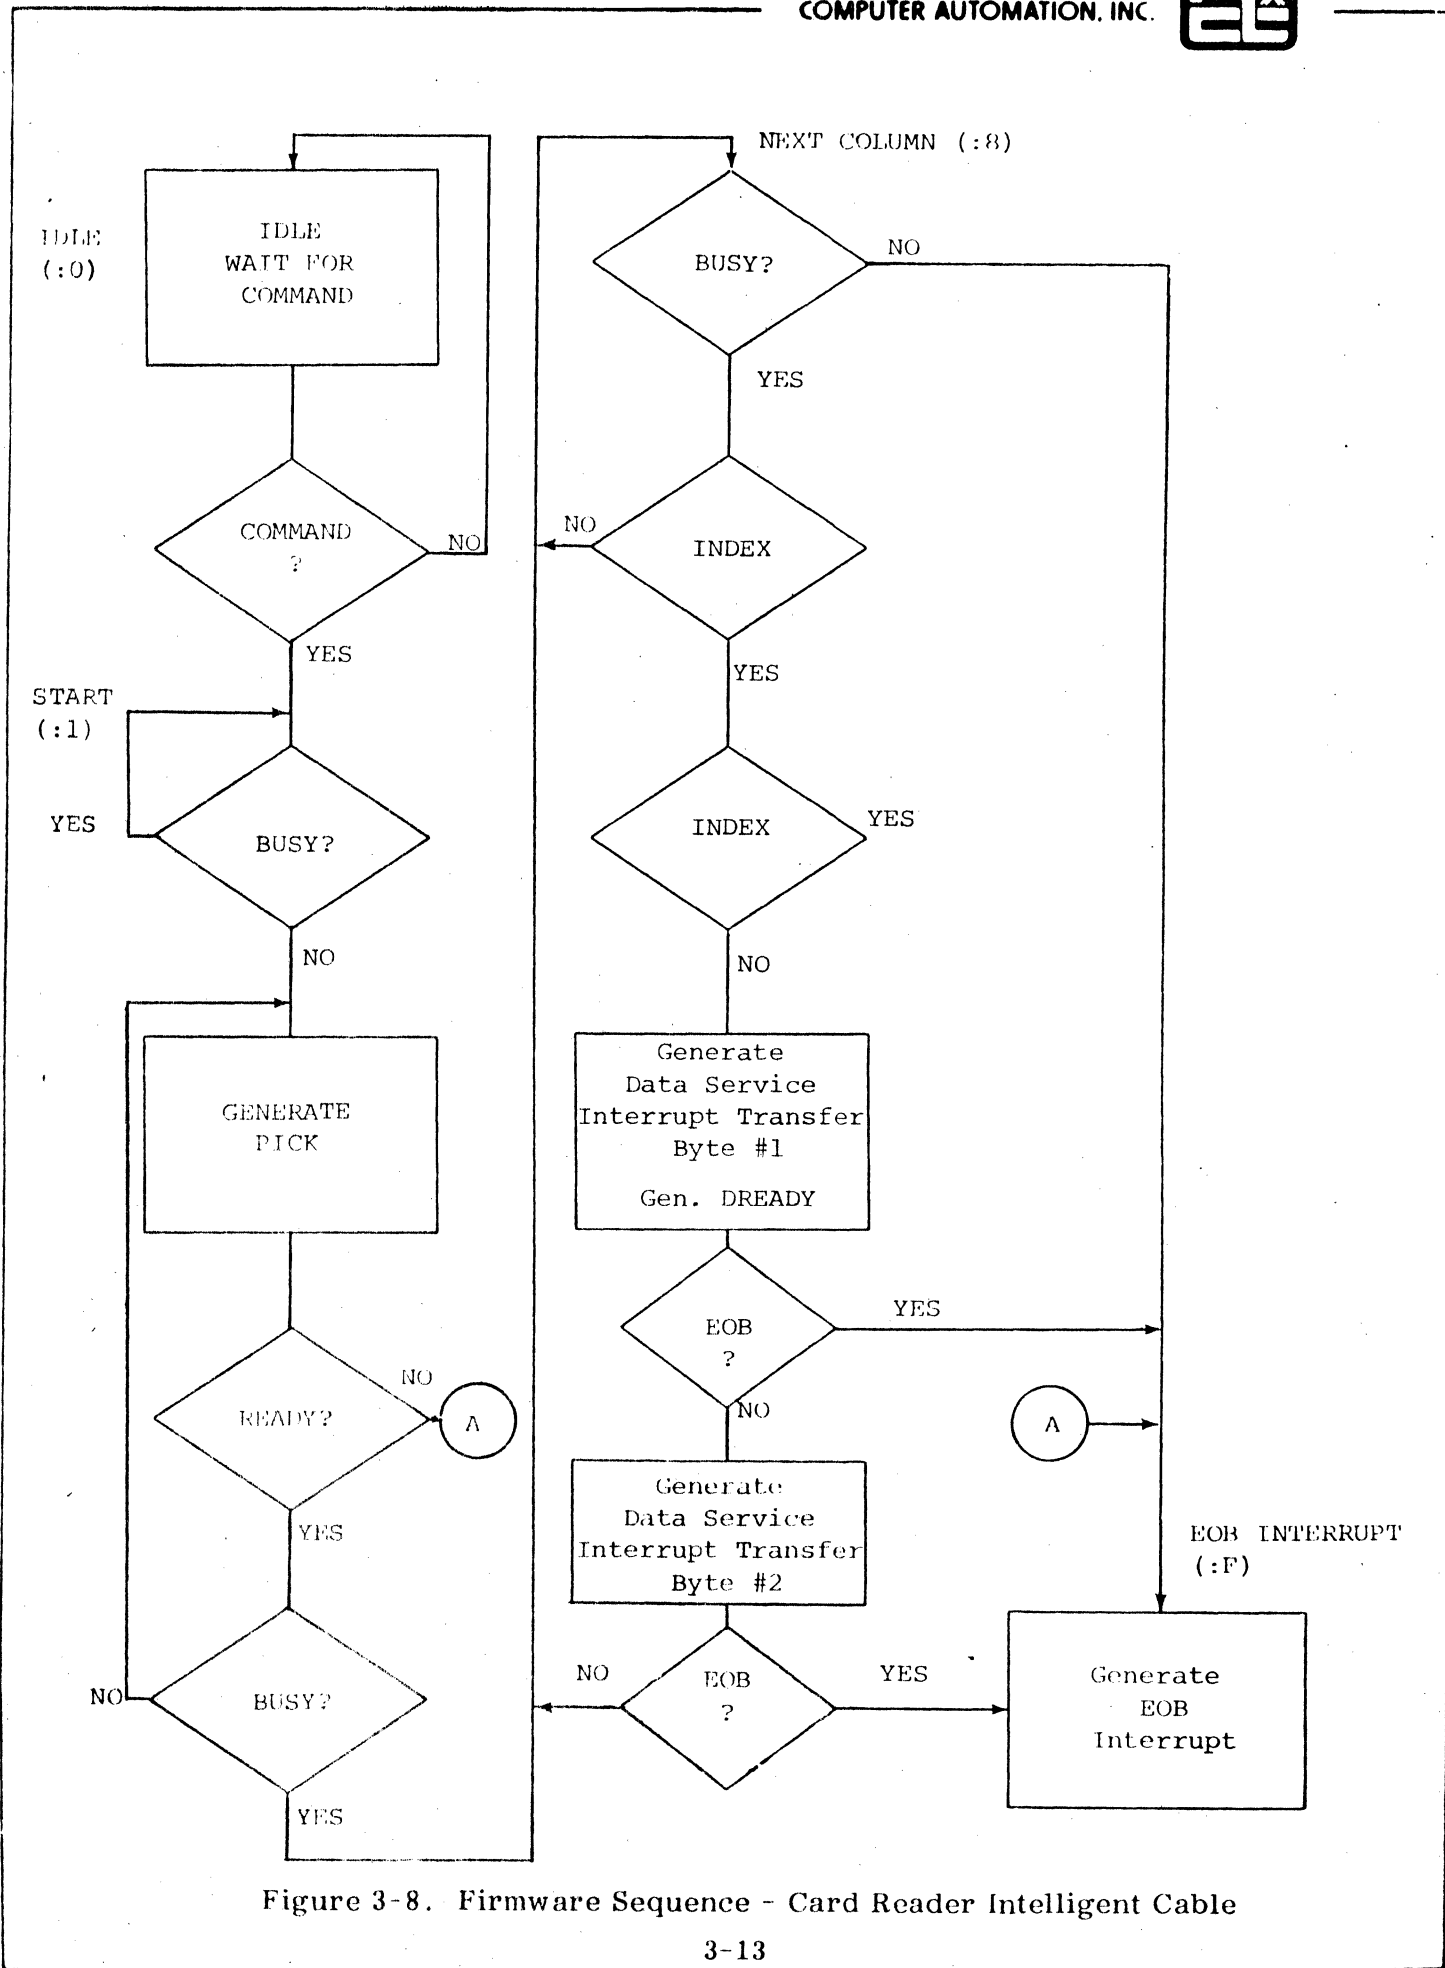 COMPUTER AUTOMATION, INC.
IDLE
(:0)
IDLE
WAIT FOR
COMMAND
COMMAND
?
NO
YES
START
(:1)
YES
BUSY?
NO
GENERATE
PICK
NO
READY?
A
YES
NO
BUSY?
YES
NEXT COLUMN (:8)
BUSY?
NO
YES
NO
INDEX
YES
INDEX
YES
NO
Generate
Data Service
Interrupt Transfer
Byte #1
Gen. DREADY
EOB
?
YES
NO
A
Generate
Data Service
Interrupt Transfer
Byte #2
EOB INTERRUPT
(:F)
NO
EOB
?
YES
Generate
EOB
Interrupt
Figure 3-8. Firmware Sequence - Card Reader Intelligent Cable
3-13